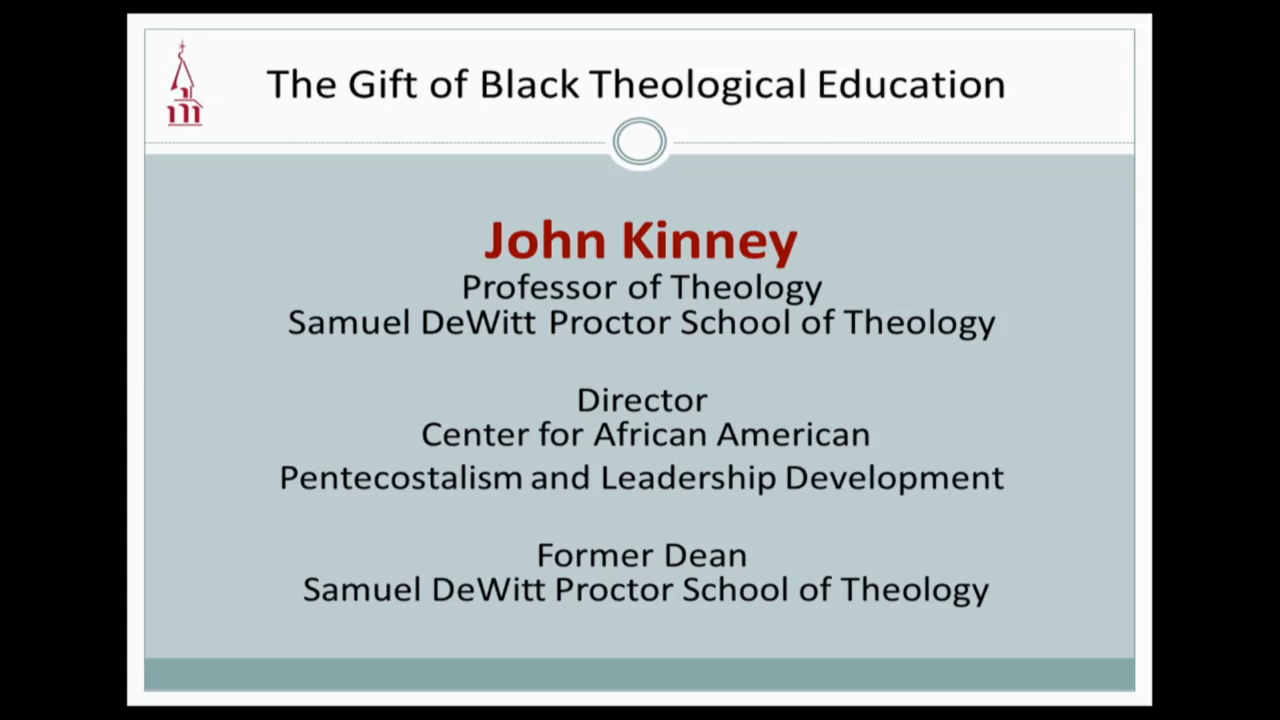 The Gift of Black Theological Education
John Kinney
Professor of Theology
Samuel DeWitt Proctor School of Theology
Director
Center for African American
Pentecostalism and Leadership Development
Former Dean
Samuel DeWitt Proctor School of Theology